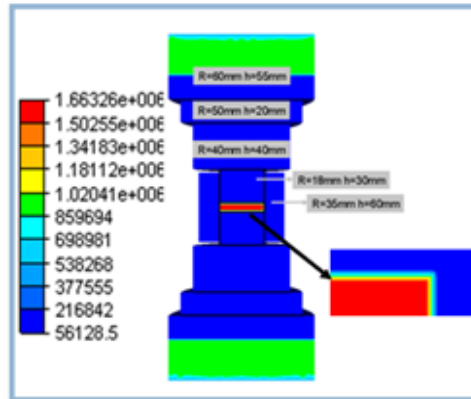 R=60mm h=55mm
R=50mm h=20mm
R=40mm h=40mm
R=18mm h=30mm
R=35mm h=60mm
1.66326e+006
1.50255e+006
1.34183e+006
1.18112e+006
1.02041e+006
859694
698981
538268
377555
216842
56128.5